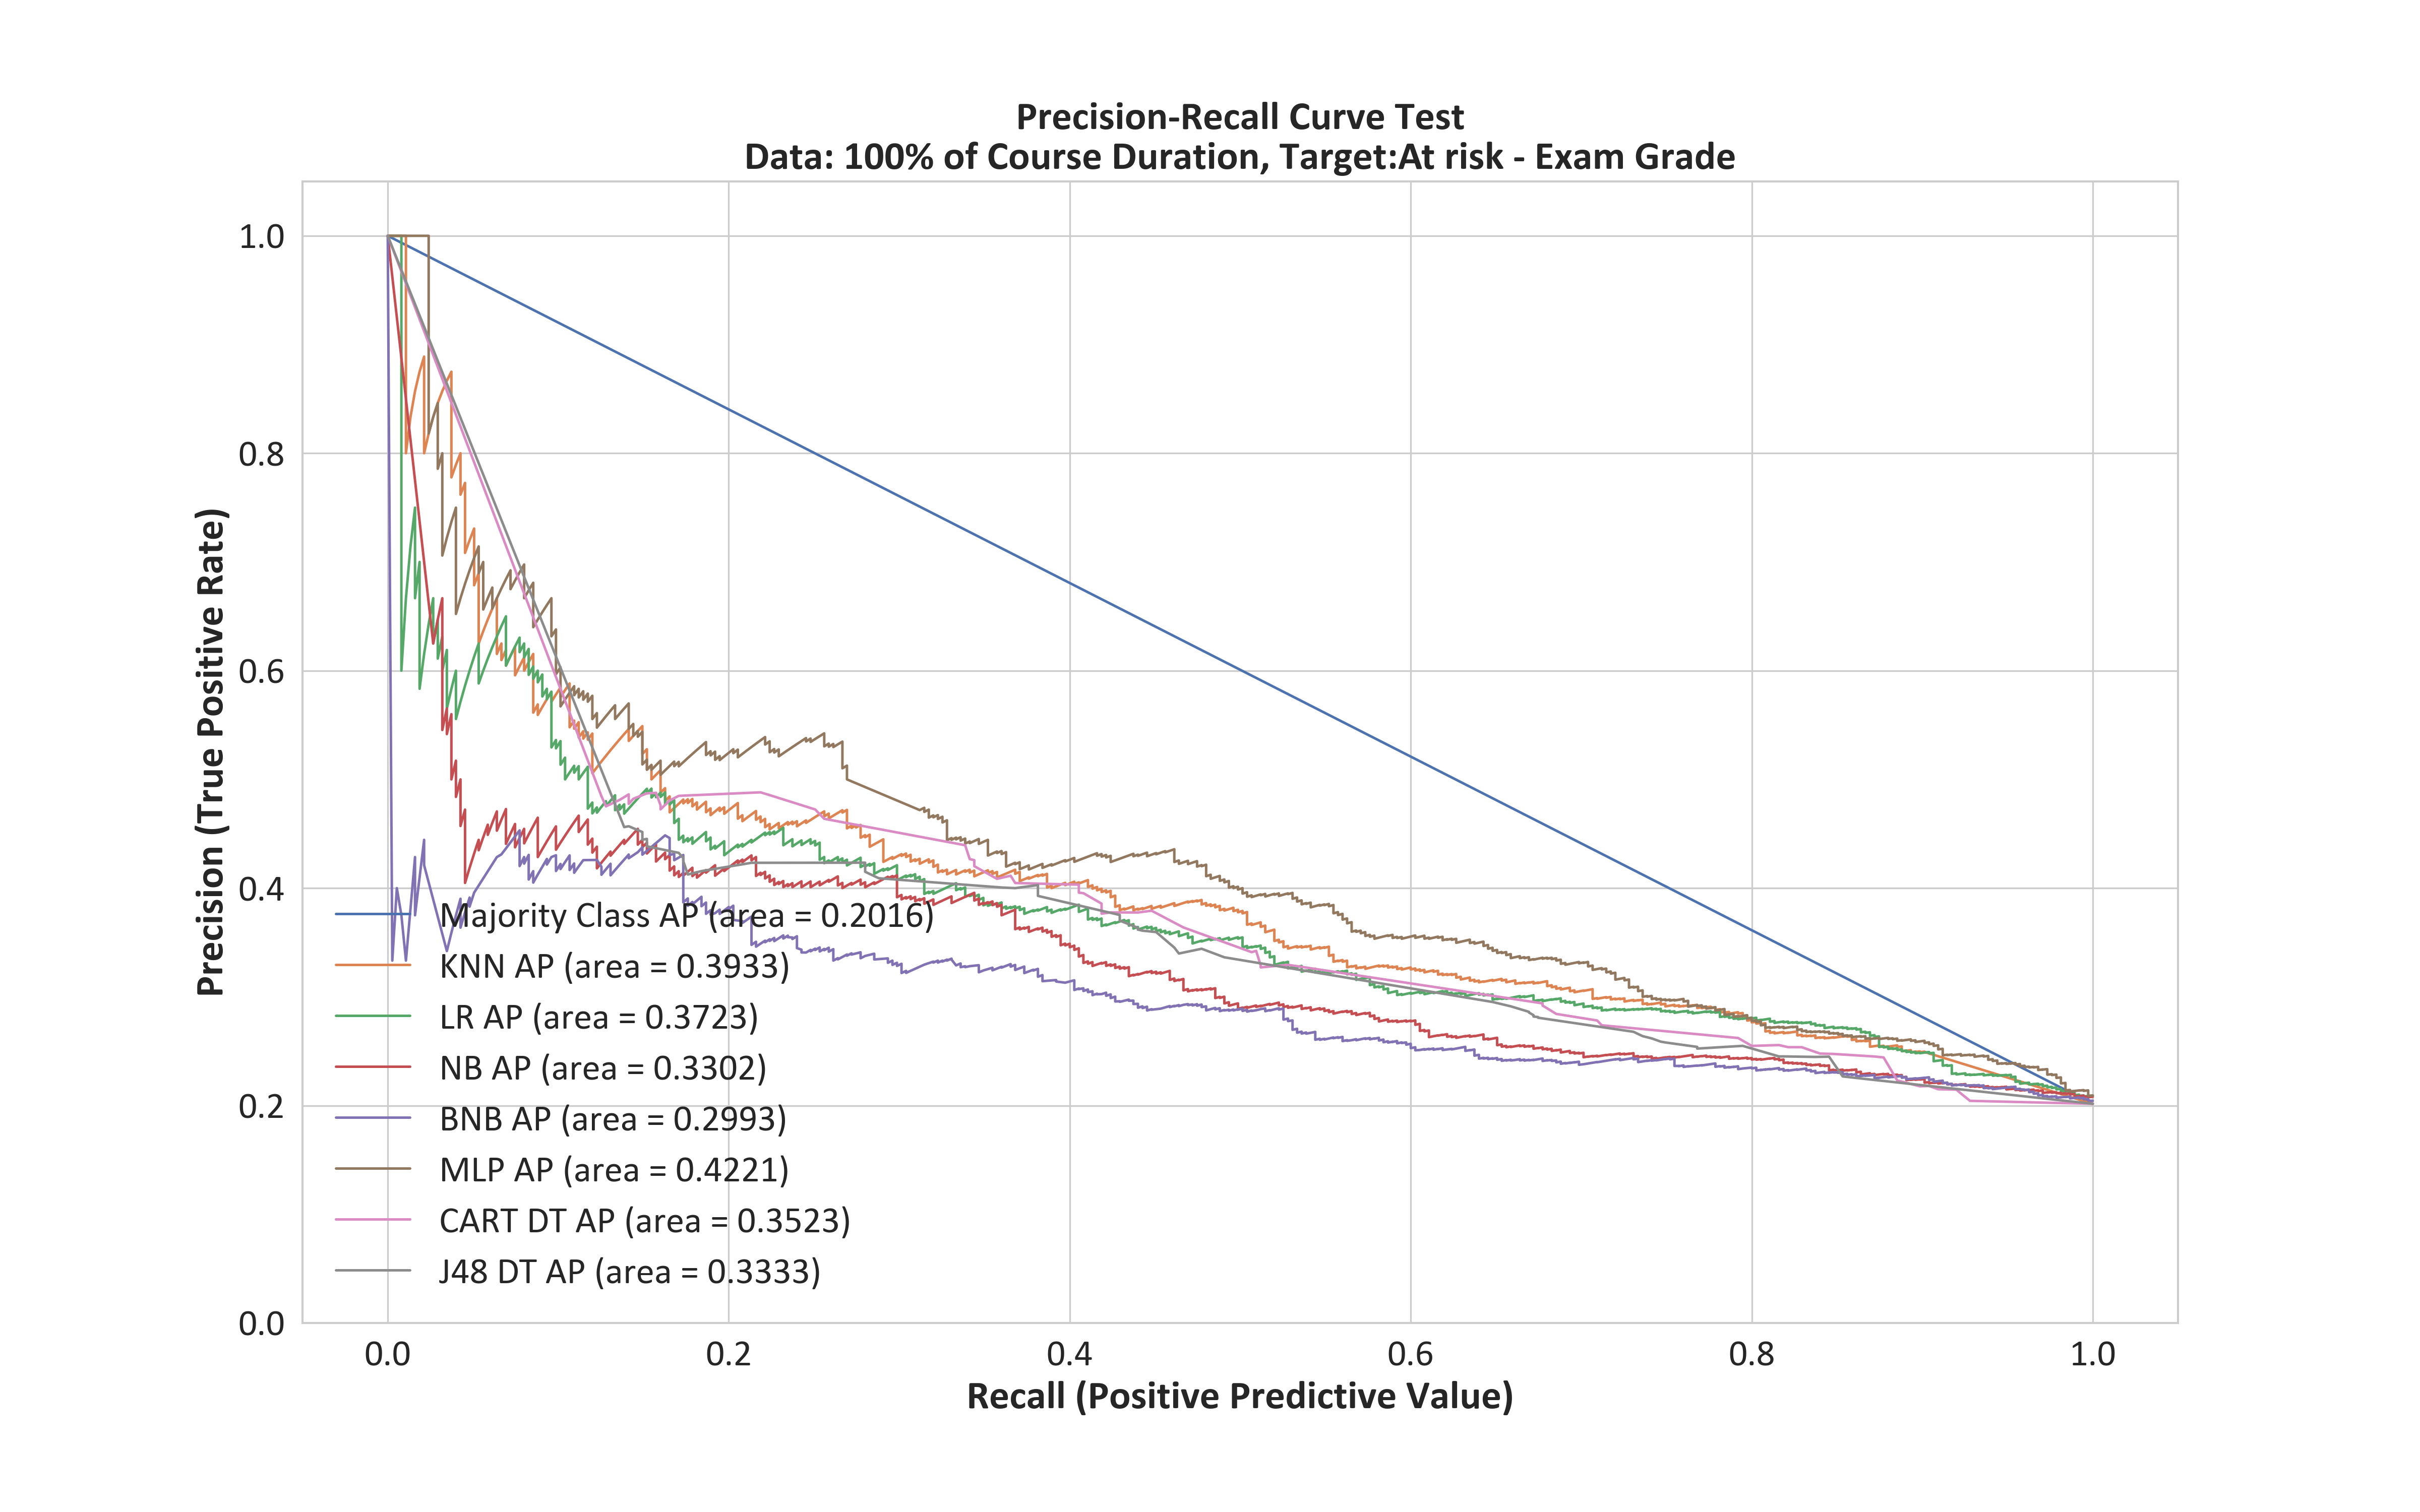 Precision-Recall Curve Test
Data: 100% of Course Duration, Target:At risk - Exam Grade
1.0
0.8
0.6
0.4
0.2
0.0
Precision (True Positive Rate)
Majority Class AP (area = 0.2016)
KNN AP (area = 0.3933)
LR AP (area = 0.3723)
NB AP (area = 0.3302)
BNB AP (area = 0.2993)
MLP AP (area = 0.4221)
CART DT AP (area = 0.3523)
J48 DT AP (area = 0.3333)
0.0 0.2 0.4 0.6 0.8 1.0
Recall (Positive Predictive Value)